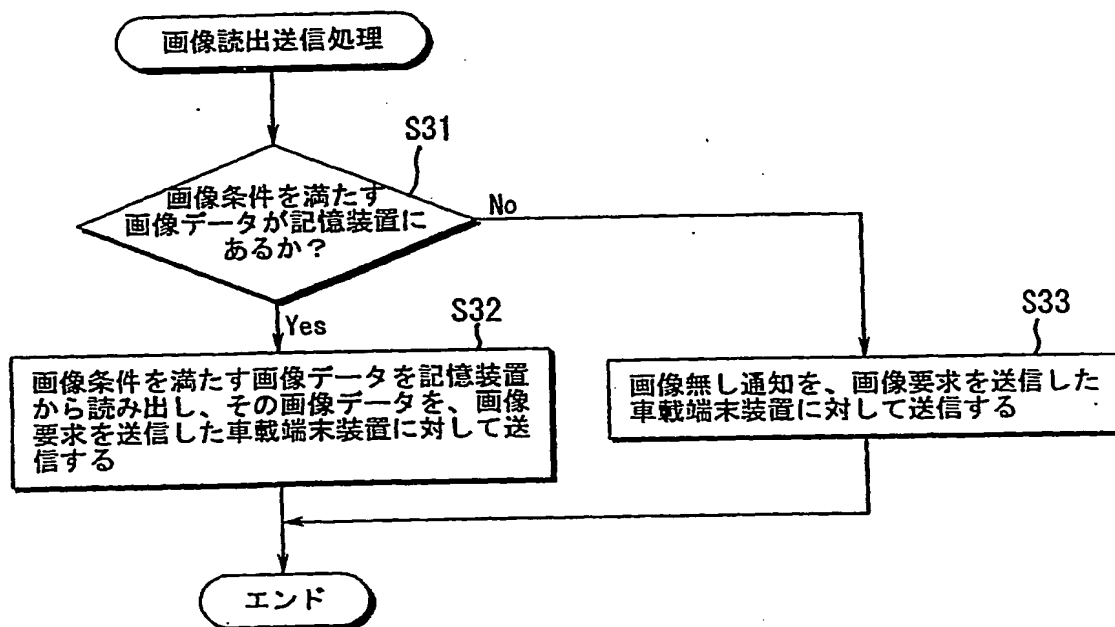 画像読出送信処理
S31
画像条件を満たす
画像データが記憶装置に
あるか？
No
Yes
S32
画像条件を満たす画像データを記憶装置
から読み出し、その画像データを、画像
要求を送信した車載端末装置に対して送
信する
S33
画像無し通知を、画像要求を送信した
車載端末装置に対して送信する
エンド